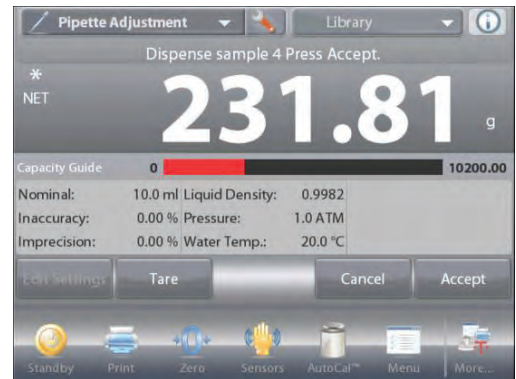 Pipette Adjustment Library
Dispense sample 4 Press Accept.
*
NET
231.81 g
Capacity Guide 0 10200.00
Nominal: 10.0 ml Liquid Density: 0.9982
Inaccuracy: 0.00 % Pressure: 1.0 ATM
Imprecision: 0.00 % Water Temp.: 20.0 °C
Edit Settings Tare Cancel Accept
Standby Print Zero Sensors AutoCal™ Menu More...